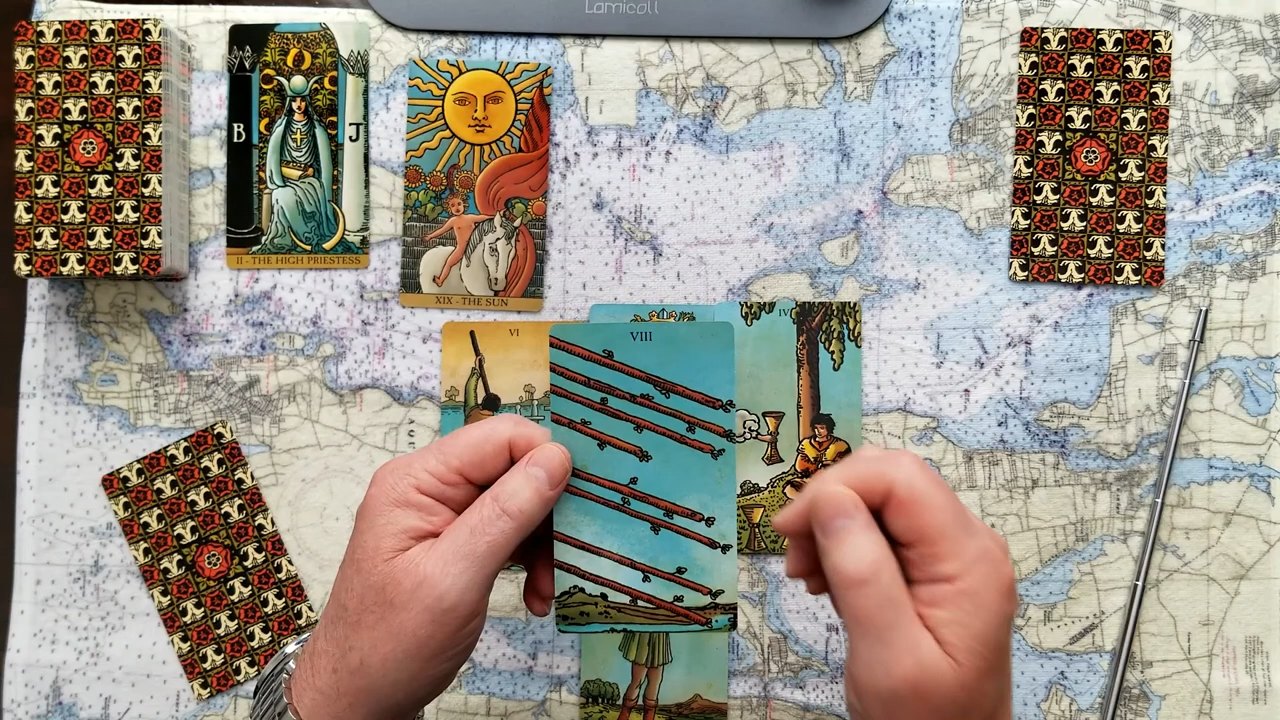 Lamicall
B
J
II - THE HIGH PRIESTESS
XIX - THE SUN
VI
VIII
IV